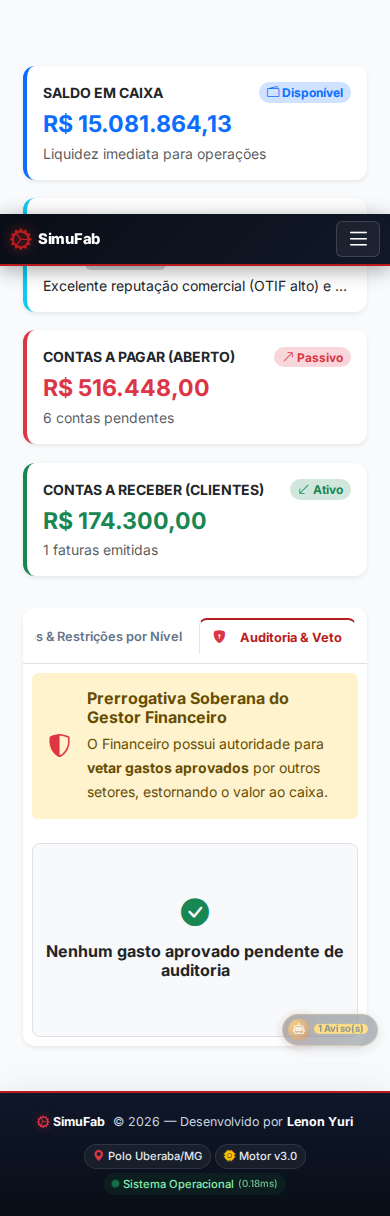 SALDO EM CAIXA
Disponível
R$ 15.081.864,13
Liquidez imediata para operações
SimuFab
Excelente reputação comercial (OTIF alto) e ...
CONTAS A PAGAR (ABERTO)
Passivo
R$ 516.448,00
6 contas pendentes
CONTAS A RECEBER (CLIENTES)
Ativo
R$ 174.300,00
1 faturas emitidas
s & Restrições por Nível
Auditoria & Veto
Prerrogativa Soberana do
Gestor Financeiro
O Financeiro possui autoridade para
vetar gastos aprovados por outros
setores, estornando o valor ao caixa.
Nenhum gasto aprovado pendente de
auditoria
1 Aviso(s)
SimuFab © 2026 — Desenvolvido por Lenon Yuri
Polo Uberaba/MG
Motor v3.0
Sistema Operacional (0.18ms)